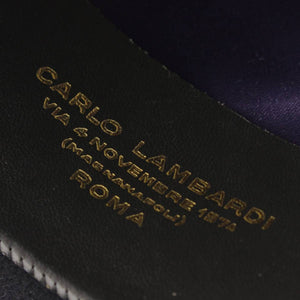 CARLO LAMBARDI
VIA 4 NOVEMBRE 157A
(MAGNANAPOLI)
ROMA